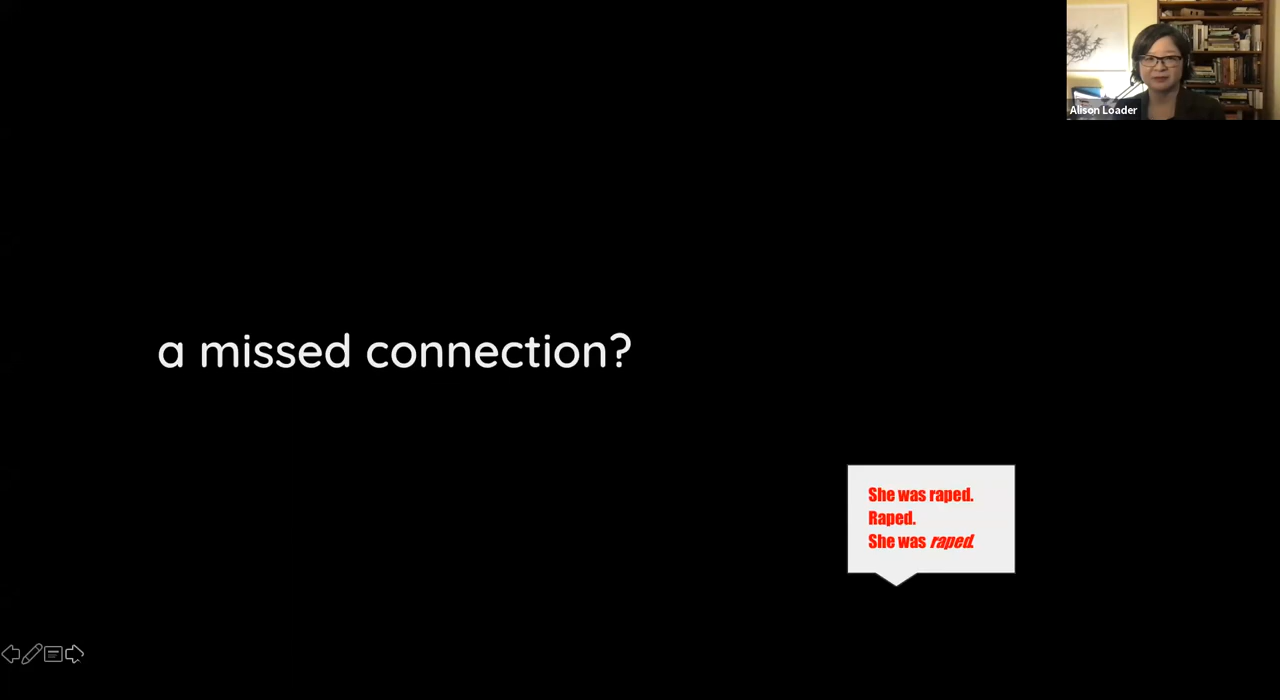 Alison Loader
a missed connection?
She was raped.
Raped.
She was raped.